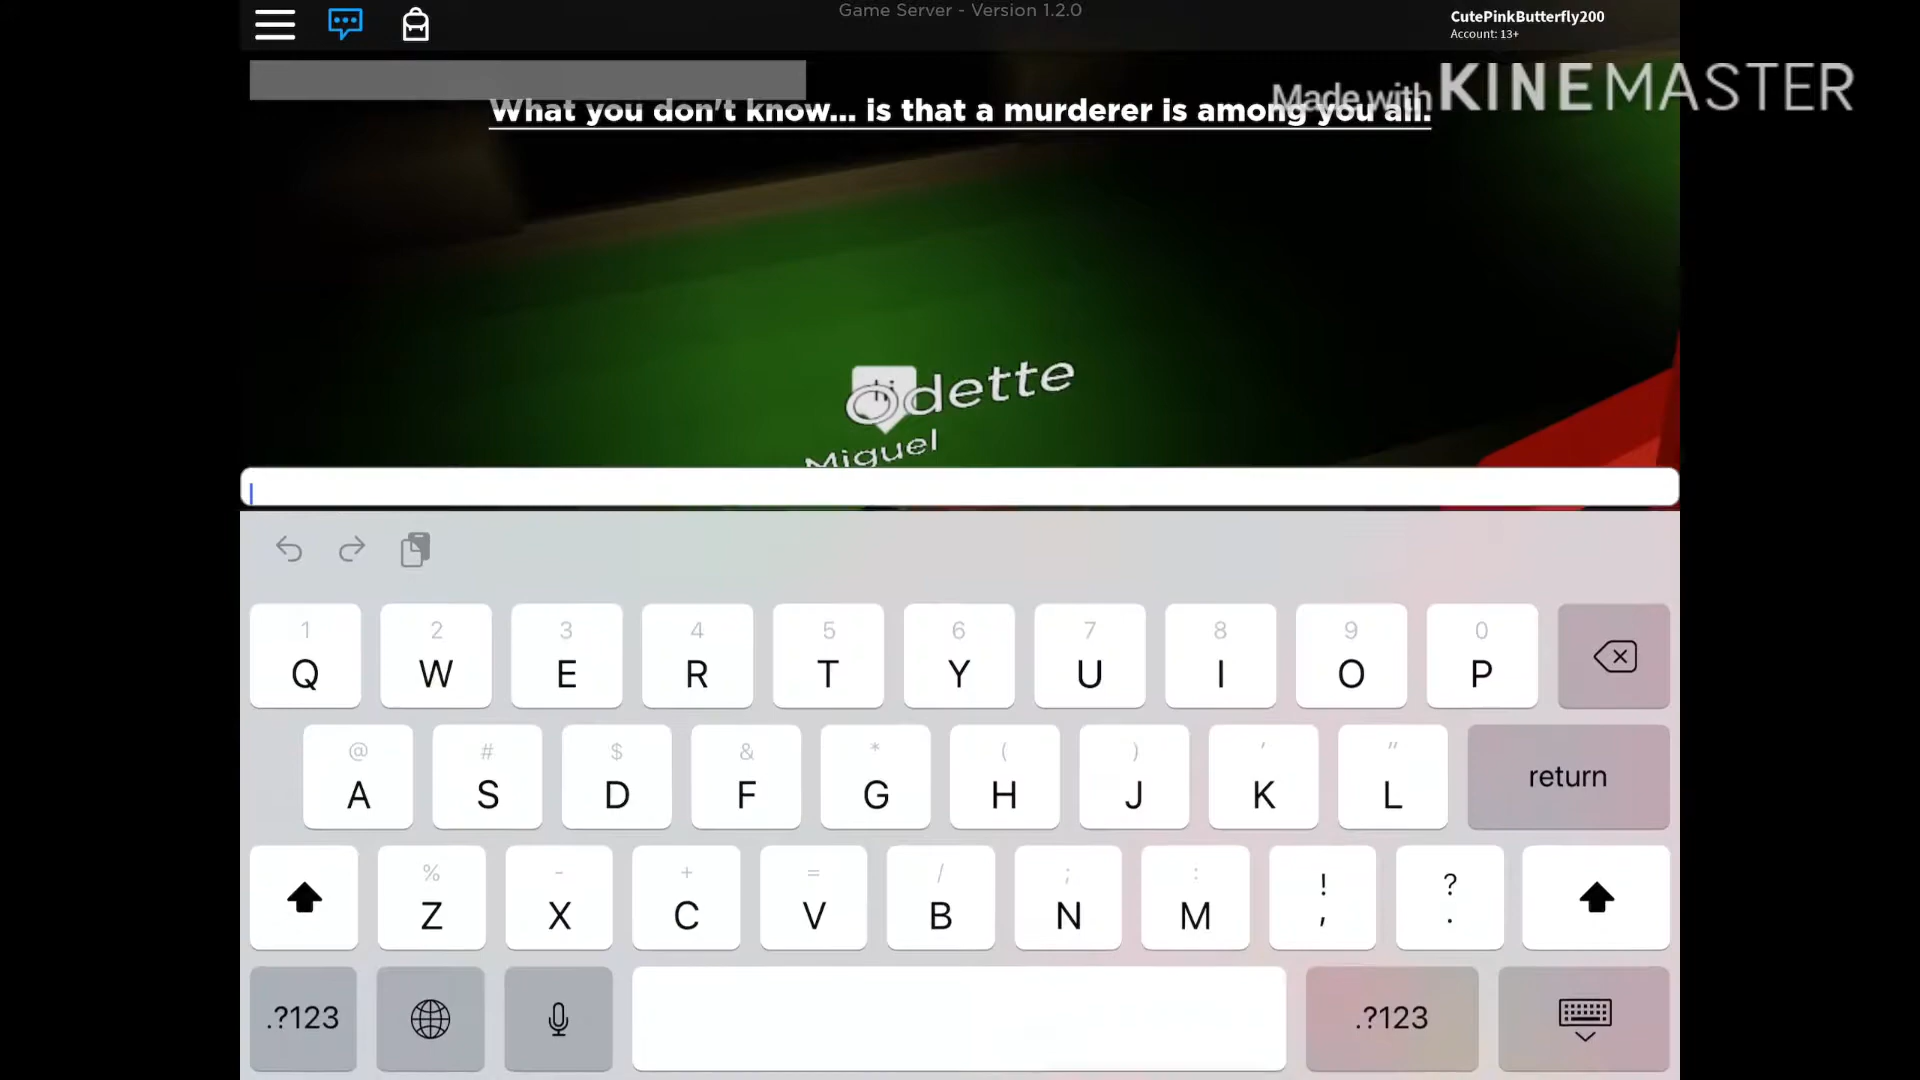 Game Server - Version 1.2.0
CutePinkButterfly200
Account: 13+
Made with KINEMASTER
What you don't know... is that a murderer is among you all.
hi
Odette
Miguel
1 2 3 4 5 6 7 8 9 0
Q W E R T Y U I O P
@ # $ & * ( ) ' "
A S D F G H J K L return
% - + = / ; : ! ?
Z X C V B N M , .
.?123 .?123